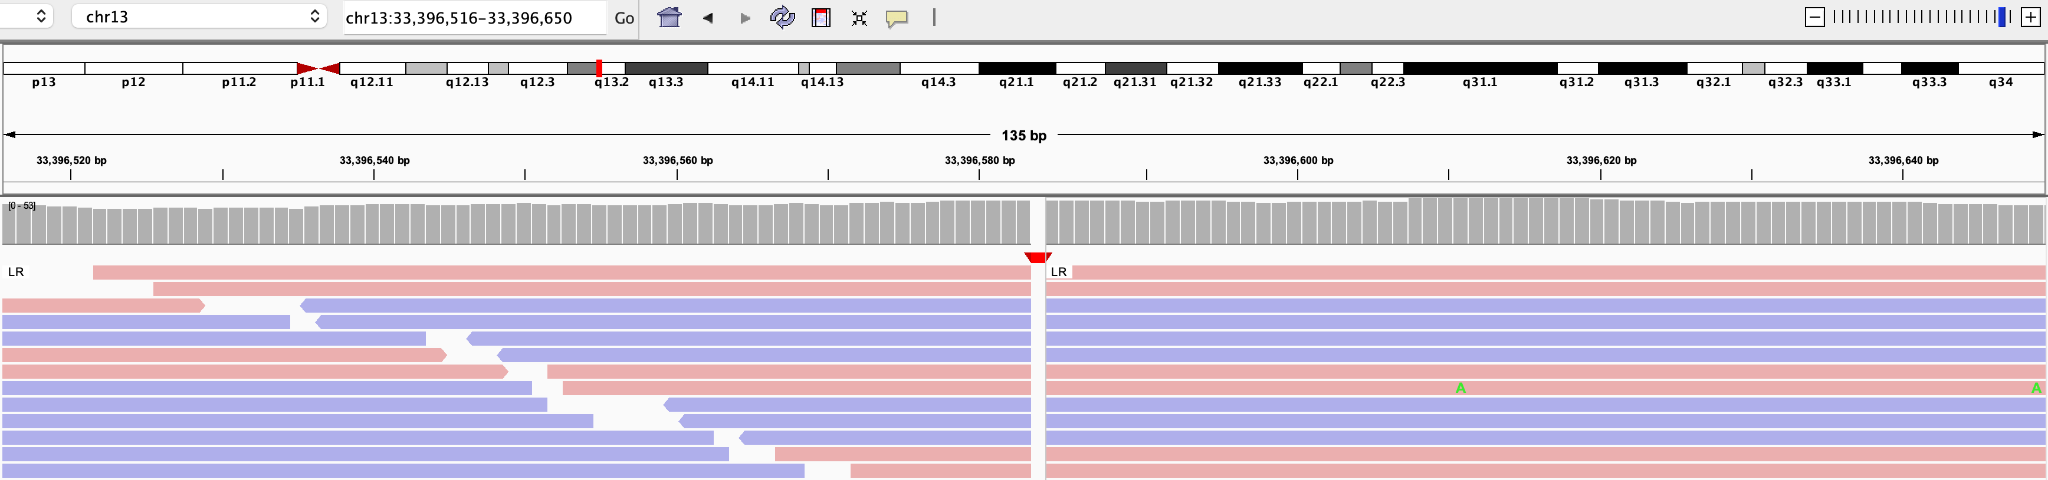 chr13 chr13:33,396,516-33,396,650 Go
p13 p12 p11.2 p11.1 q12.11 q12.13 q12.3 q13.2 q13.3 q14.11 q14.13 q14.3 q21.1 q21.2 q21.31 q21.32 q21.33 q22.1 q22.3 q31.1 q31.2 q31.3 q32.1 q32.3 q33.1 q33.3 q34
135 bp
33,396,520 bp 33,396,540 bp 33,396,560 bp 33,396,580 bp 33,396,600 bp 33,396,620 bp 33,396,640 bp
[0 - 53]
LR LR
A A